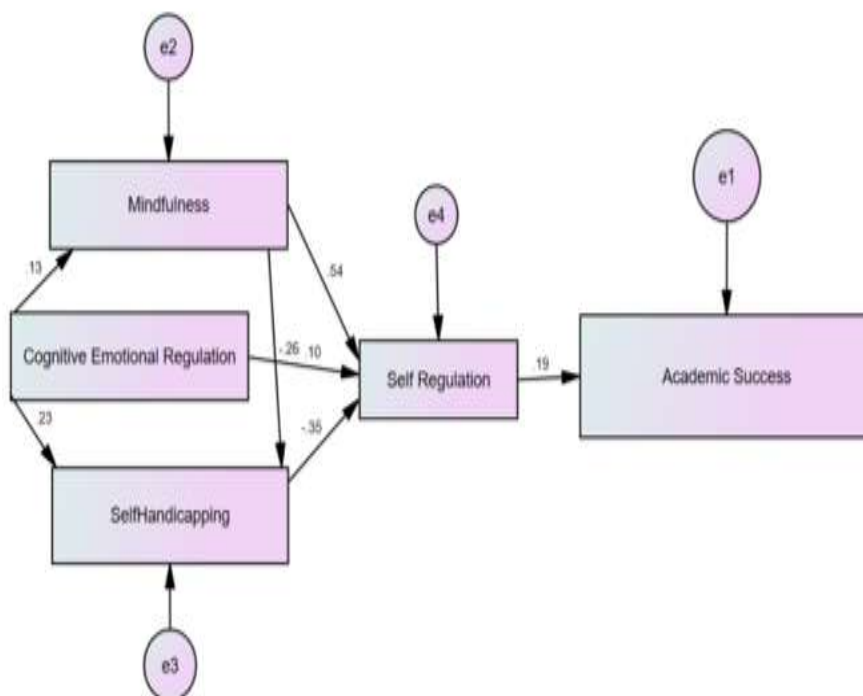 e2
Mindfulness
e4
e1
.13
.54
Cognitive Emotional Regulation
-.26
.10
Self Regulation
.19
Academic Success
.23
-.35
SelfHandicapping
e3